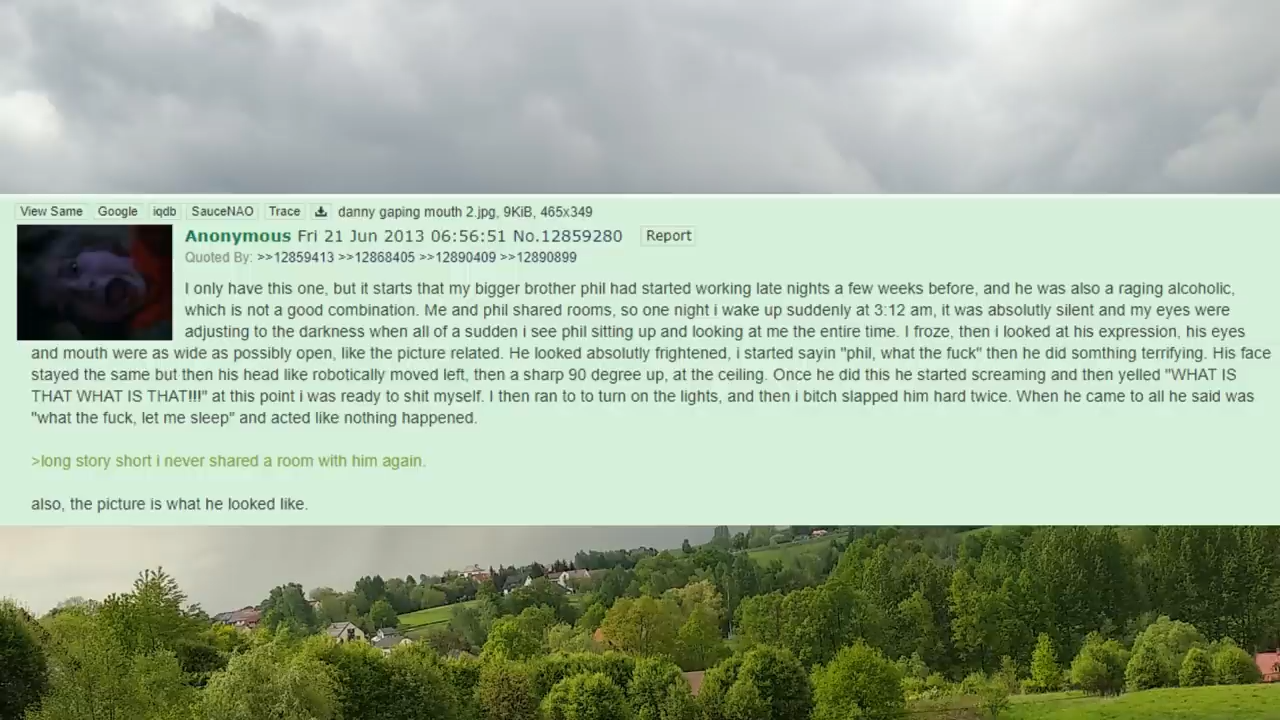 View Same Google iqdb SauceNAO Trace danny gaping mouth 2.jpg, 9KiB, 465x349
Anonymous Fri 21 Jun 2013 06:56:51 No.12859280 Report
Quoted By: >>12859413 >>12868405 >>12890409 >>12890899
I only have this one, but it starts that my bigger brother phil had started working late nights a few weeks before, and he was also a raging alcoholic,
which is not a good combination. Me and phil shared rooms, so one night i wake up suddenly at 3:12 am, it was absolutly silent and my eyes were
adjusting to the darkness when all of a sudden i see phil sitting up and looking at me the entire time. I froze, then i looked at his expression, his eyes
and mouth were as wide as possibly open, like the picture related. He looked absolutly frightened, i started sayin "phil, what the fuck" then he did somthing terrifying. His face
stayed the same but then his head like robotically moved left, then a sharp 90 degree up, at the ceiling. Once he did this he started screaming and then yelled "WHAT IS
THAT WHAT IS THAT!!!" at this point i was ready to shit myself. I then ran to to turn on the lights, and then i bitch slapped him hard twice. When he came to all he said was
"what the fuck, let me sleep" and acted like nothing happened.
>long story short i never shared a room with him again.
also, the picture is what he looked like.